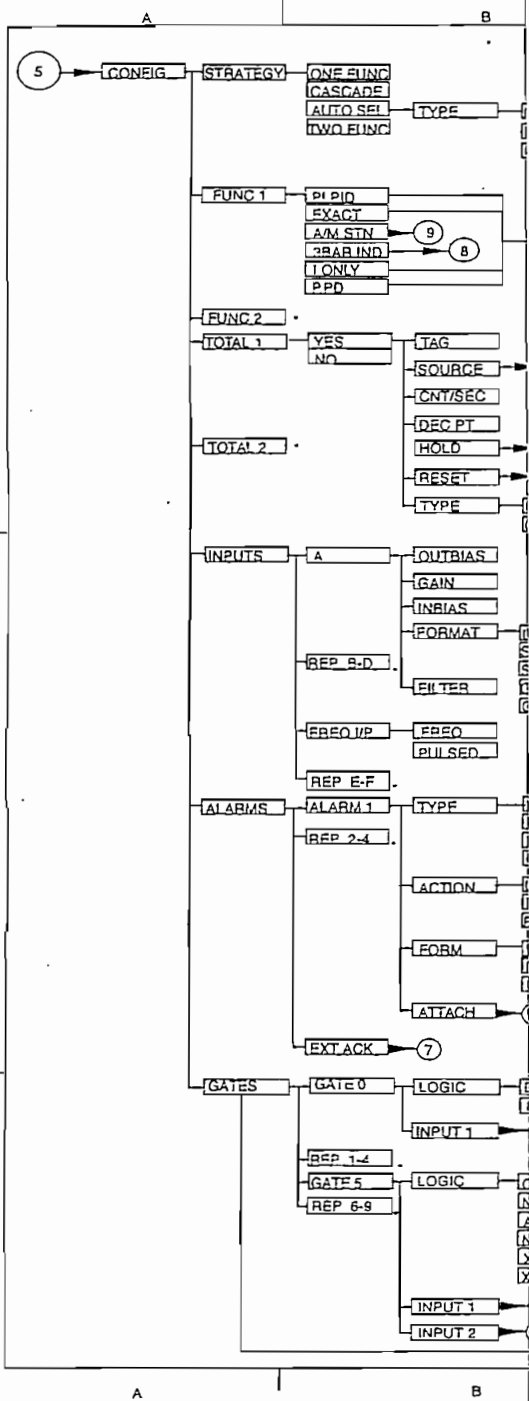 A B
5 CONFIG STRATEGY ONE FUNC
CASCADE
AUTO SEL TYPE
TWO FUNC
FUNC 1 PI,PID
EXACT
A/M STN 9
3BAR IND 8
I ONLY
P,PD
FUNC 2
TOTAL 1 YES TAG
NO
SOURCE
CNT/SEC
DEC PT
TOTAL 2 HOLD
RESET
TYPE
INPUTS A OUTBIAS
GAIN
INBIAS
FORMAT
REP B-D
FILTER
FREQ I/P FREQ
PULSED
REP E-F
ALARMS ALARM 1 TYPE
REP 2-4
ACTION
FORM
ATTACH
EXT ACK 7
GATES GATE 0 LOGIC
INPUT 1
REP 1-4
GATE 5 LOGIC
REP 6-9
INPUT 1
INPUT 2
A B